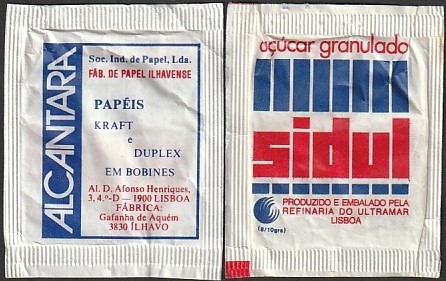 ALCANTARA
Soc. Ind. de Papel, Lda.
FÁB. DE PAPEL ILHAVENSE
PAPÉIS
KRAFT
e
DUPLEX
EM BOBINES
Al. D. Afonso Henriques,
3, 4.º-D — 1900 LISBOA
FÁBRICA:
Gafanha de Aquém
3830 ÍLHAVO
açúcar granulado
sidul
PRODUZIDO E EMBALADO PELA
REFINARIA DO ULTRAMAR
LISBOA
(8/10grs)